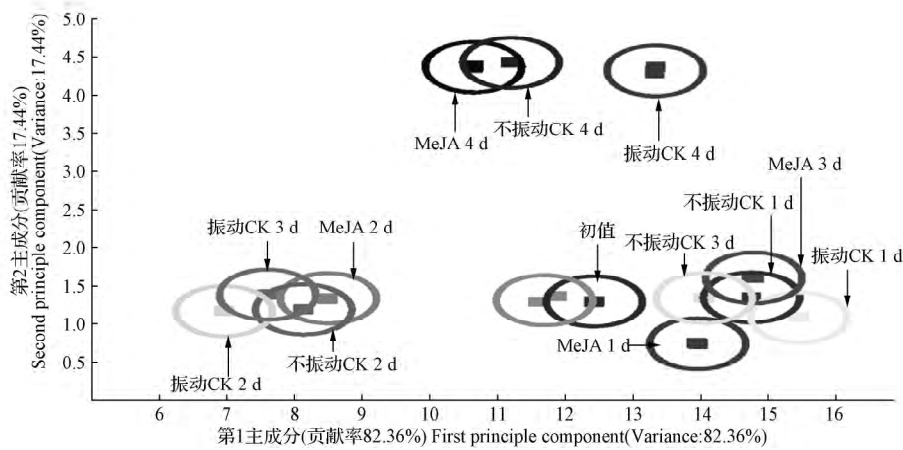 5.0
4.5
4.0
3.5
3.0
2.5
2.0
1.5
1.0
0.5
第2主成分(贡献率17.44%)
Second principle component(Variance:17.44%)
MeJA 4 d
不振动CK 4 d
振动CK 4 d
MeJA 3 d
不振动CK 1 d
振动CK 3 d
MeJA 2 d
初值
不振动CK 3 d
振动CK 1 d
MeJA 1 d
不振动CK 2 d
振动CK 2 d
6 7 8 9 10 11 12 13 14 15 16
第1主成分(贡献率82.36%) First principle component(Variance:82.36%)